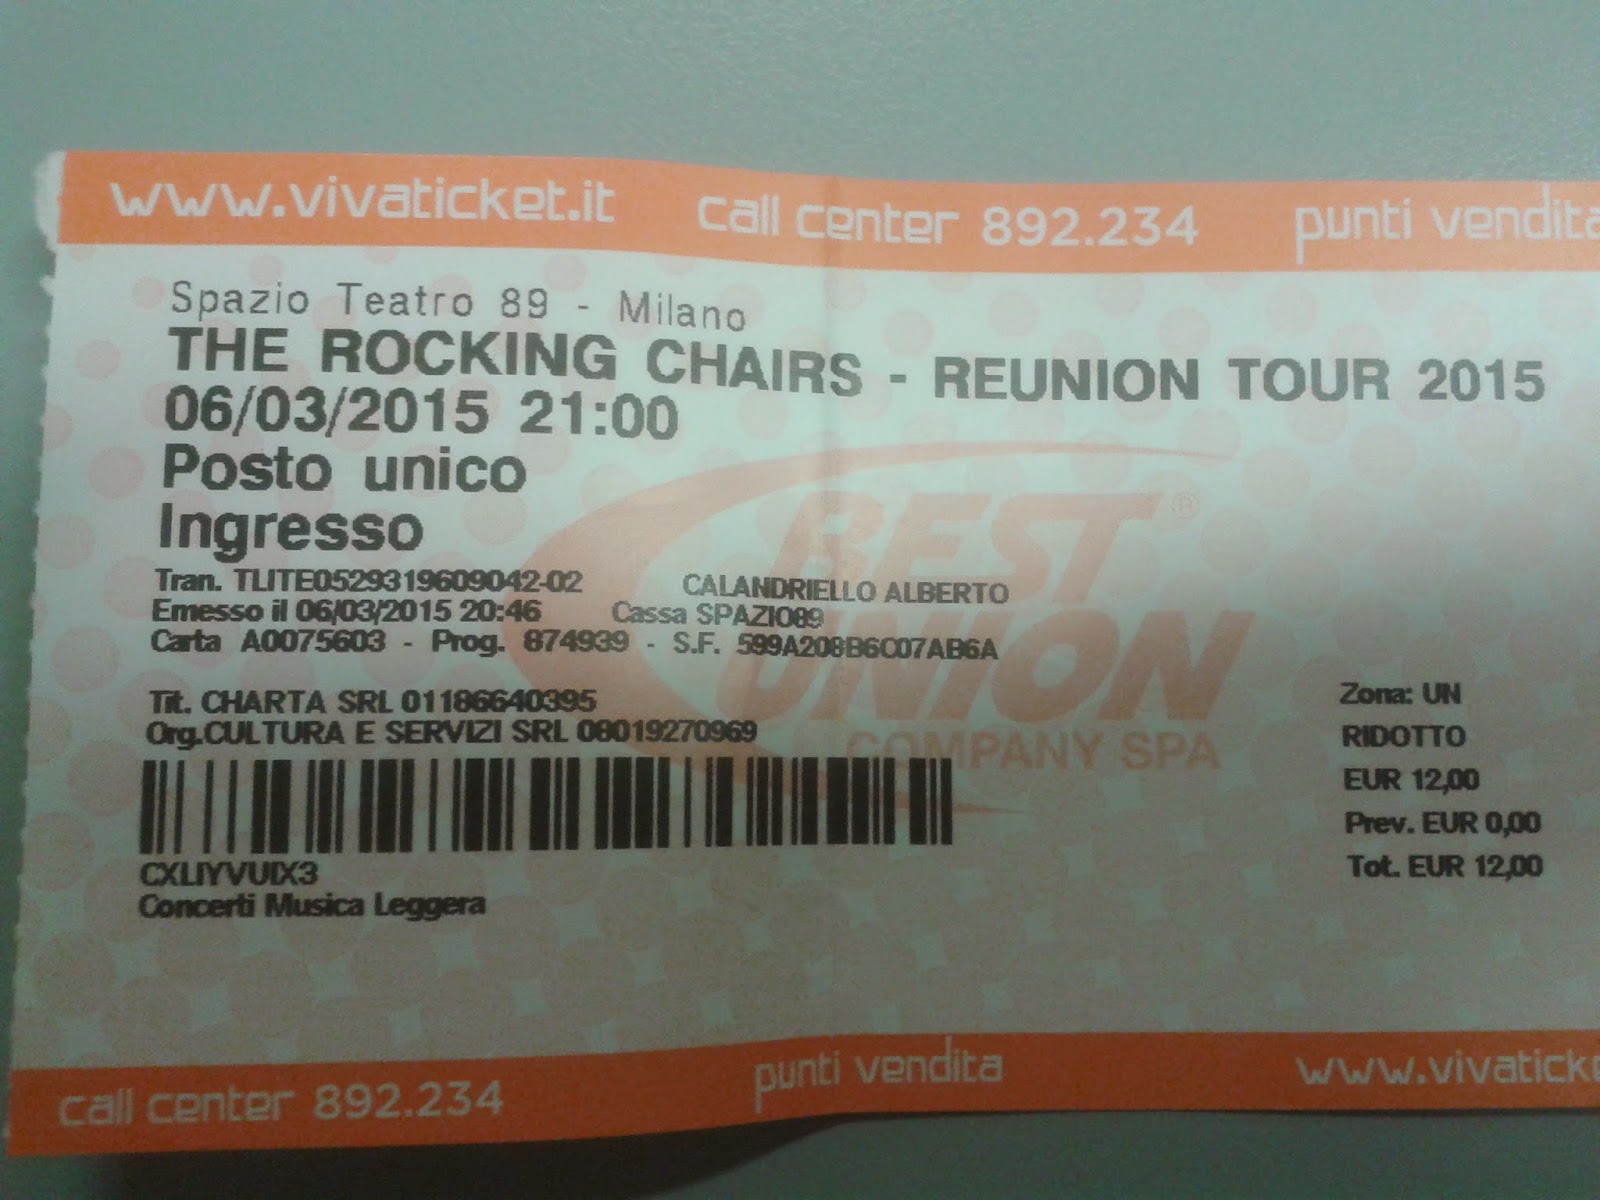 www.vivaticket.it call center 892.234 punti vendita
Spazio Teatro 89 - Milano
THE ROCKING CHAIRS - REUNION TOUR 2015
06/03/2015 21:00
Posto unico
Ingresso
Tran. TLITE0529319609042-02 CALANDRIELLO ALBERTO
Emesso il 06/03/2015 20:46 Cassa SPAZIO89
Carta A0075603 - Prog. 874939 - S.F. 599A208B6C07AB6A
Tit. CHARTA SRL 01186640395
Org.CULTURA E SERVIZI SRL 08019270969
CXLIYVUIX3
Concerti Musica Leggera
BEST
UNION
COMPANY SPA
®
Zona: UN
RIDOTTO
EUR 12,00
Prev. EUR 0,00
Tot. EUR 12,00
call center 892.234 punti vendita www.vivaticke